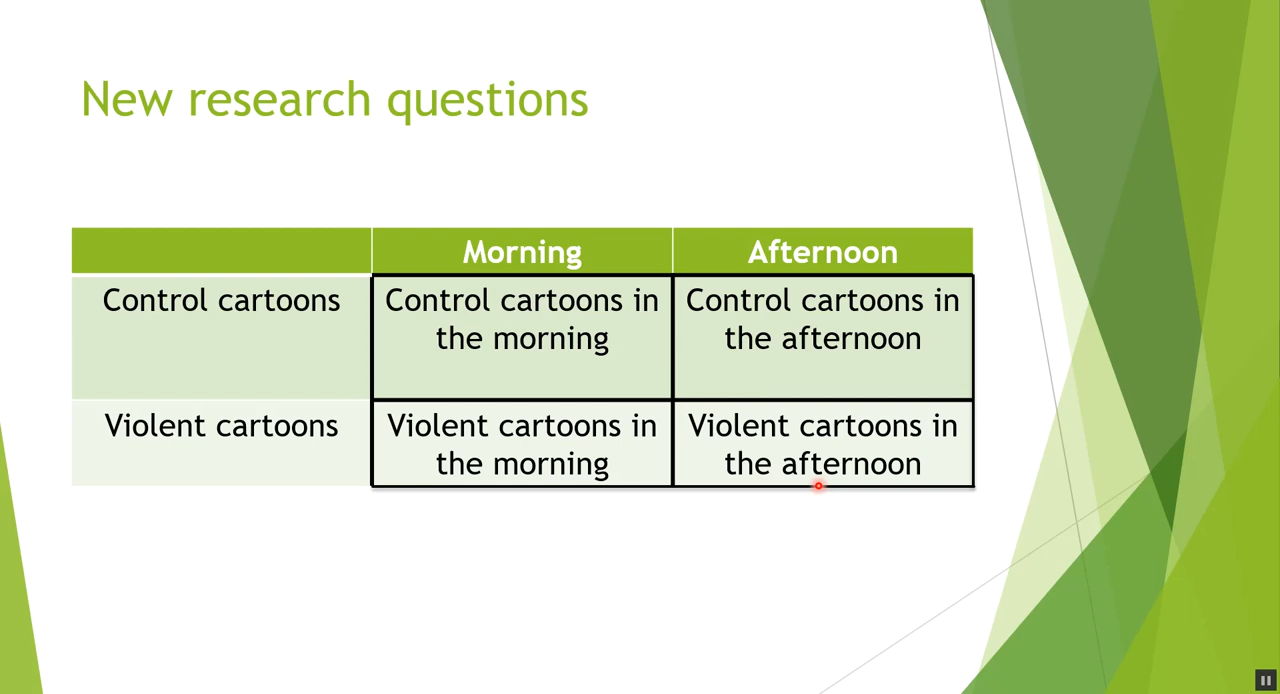 New research questions
Morning
Afternoon
Control cartoons
Control cartoons in
the morning
Control cartoons in
the afternoon
Violent cartoons
Violent cartoons in
the morning
Violent cartoons in
the afternoon